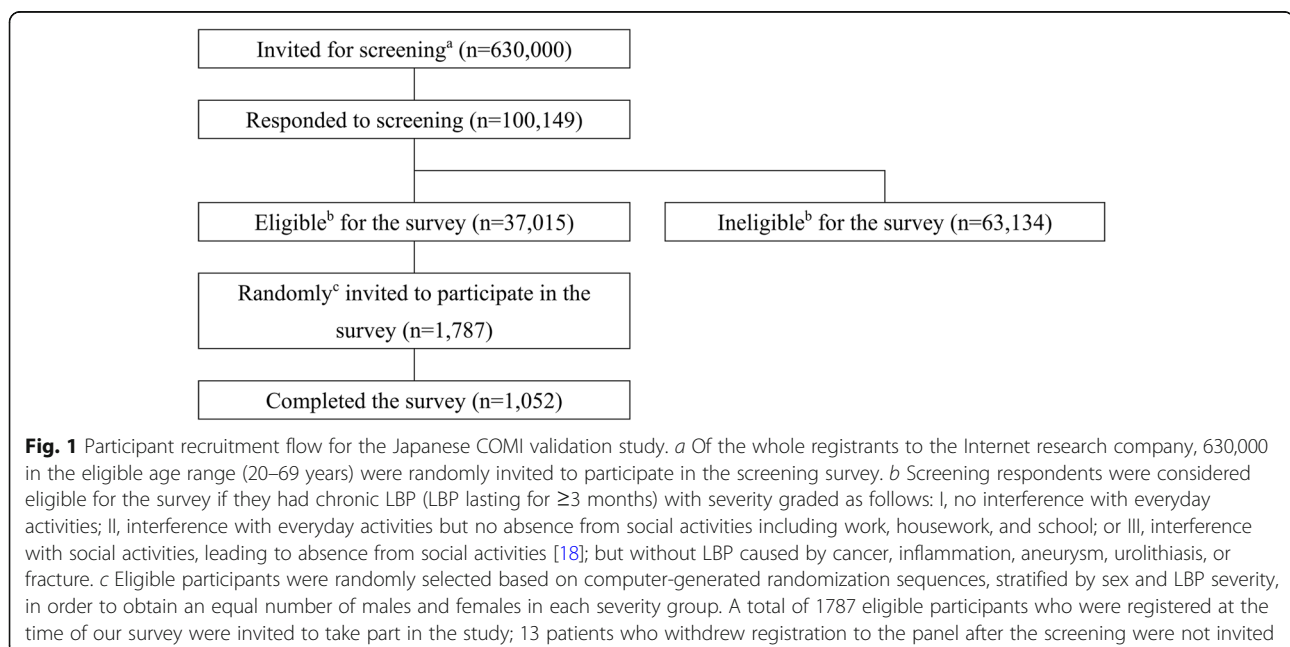 Invited for screeningᵃ (n=630,000)
Responded to screening (n=100,149)
Eligibleᵇ for the survey (n=37,015)
Ineligibleᵇ for the survey (n=63,134)
Randomlyᶜ invited to participate in the
survey (n=1,787)
Completed the survey (n=1,052)
Fig. 1 Participant recruitment flow for the Japanese COMI validation study. a Of the whole registrants to the Internet research company, 630,000
in the eligible age range (20–69 years) were randomly invited to participate in the screening survey. b Screening respondents were considered
eligible for the survey if they had chronic LBP (LBP lasting for ≥3 months) with severity graded as follows: I, no interference with everyday
activities; II, interference with everyday activities but no absence from social activities including work, housework, and school; or III, interference
with social activities, leading to absence from social activities [18]; but without LBP caused by cancer, inflammation, aneurysm, urolithiasis, or
fracture. c Eligible participants were randomly selected based on computer-generated randomization sequences, stratified by sex and LBP severity,
in order to obtain an equal number of males and females in each severity group. A total of 1787 eligible participants who were registered at the
time of our survey were invited to take part in the study; 13 patients who withdrew registration to the panel after the screening were not invited